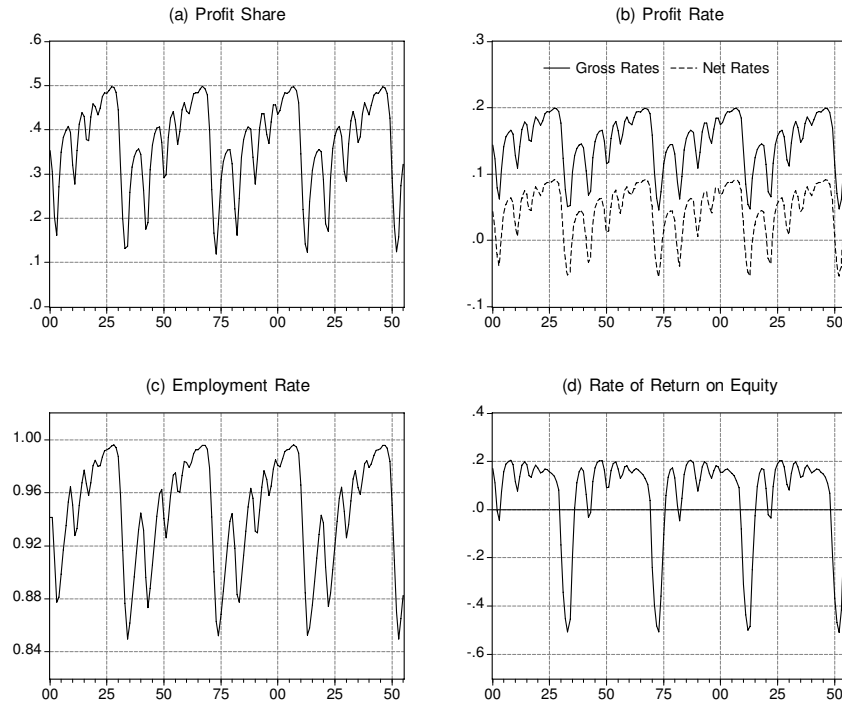 (a) Profit Share
.6
.5
.4
.3
.2
.1
.0
00 25 50 75 00 25 50
(b) Profit Rate
.3
Gross Rates Net Rates
.2
.1
.0
-.1
00 25 50 75 00 25 50
(c) Employment Rate
1.00
0.96
0.92
0.88
0.84
00 25 50 75 00 25 50
(d) Rate of Return on Equity
.4
.2
.0
-.2
-.4
-.6
00 25 50 75 00 25 50